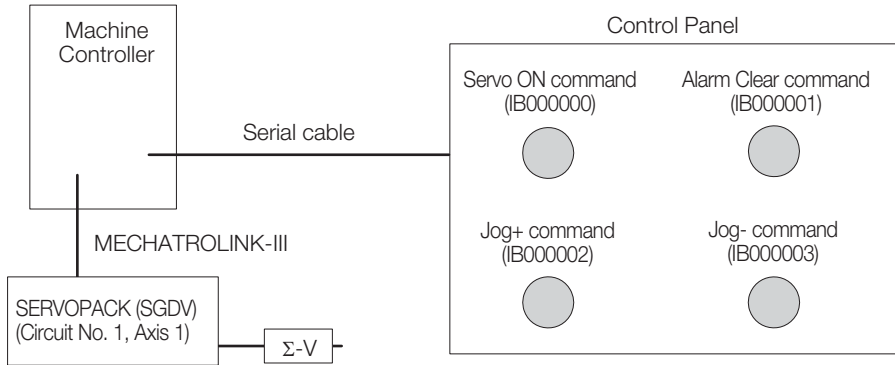 Machine
Controller
Control Panel
Servo ON command
(IB000000)
Alarm Clear command
(IB000001)
Serial cable
Jog+ command
(IB000002)
Jog- command
(IB000003)
MECHATROLINK-III
SERVOPACK (SGDV)
(Circuit No. 1, Axis 1)
Σ-V